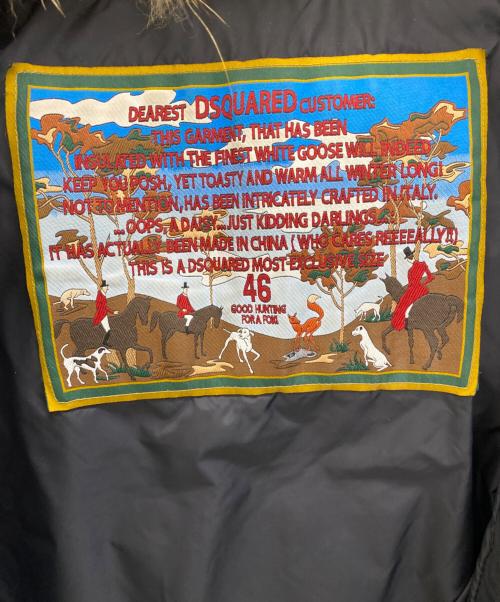 DEAREST DSQUARED CUSTOMER:
THIS GARMENT, THAT HAS BEEN
INSULATED WITH THE FINEST WHITE GOOSE WILL INDEED
KEEP YOU POSH, YET TOASTY AND WARM ALL WINTER LONG!
NOT TO MENTION, HAS BEEN INTRICATELY CRAFTED IN ITALY.
...OOPS, A DAISY...JUST KIDDING DARLINGS...
IT HAS ACTUALLY BEEN MADE IN CHINA (WHO CARES REEEEALLY!!)
THIS IS A DSQUARED MOST EXCLUSIVE SIZE
46
GOOD HUNTING
FOR A FOX!